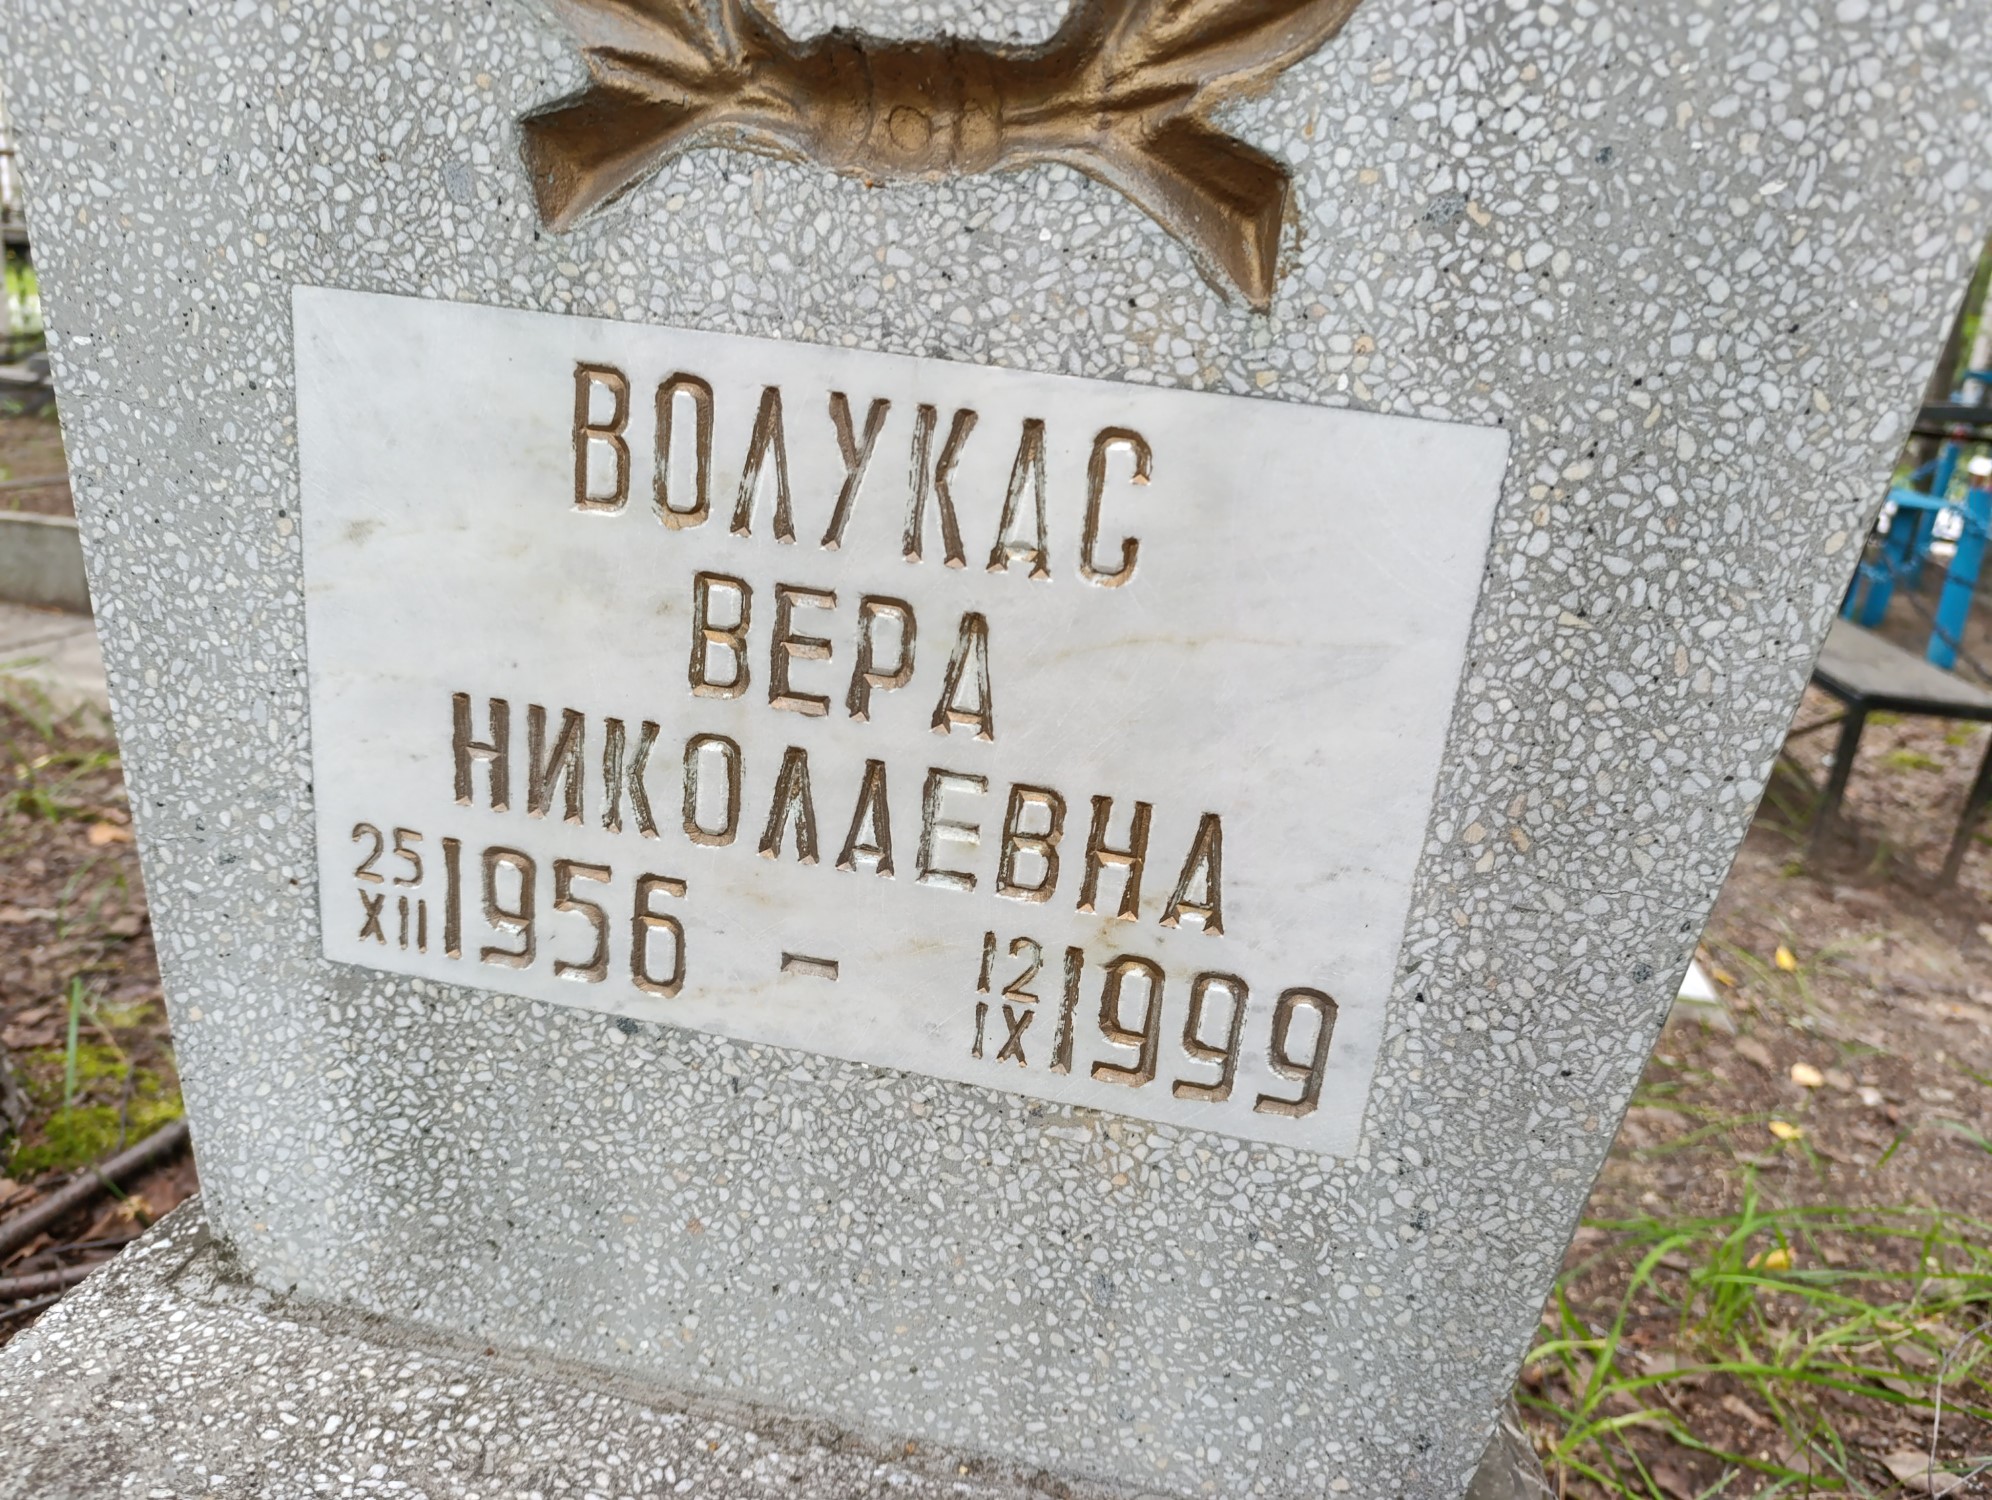 ВОЛУКАС
ВЕРА
НИКОЛАЕВНА
25 XII 1956 - 12 IX 1999